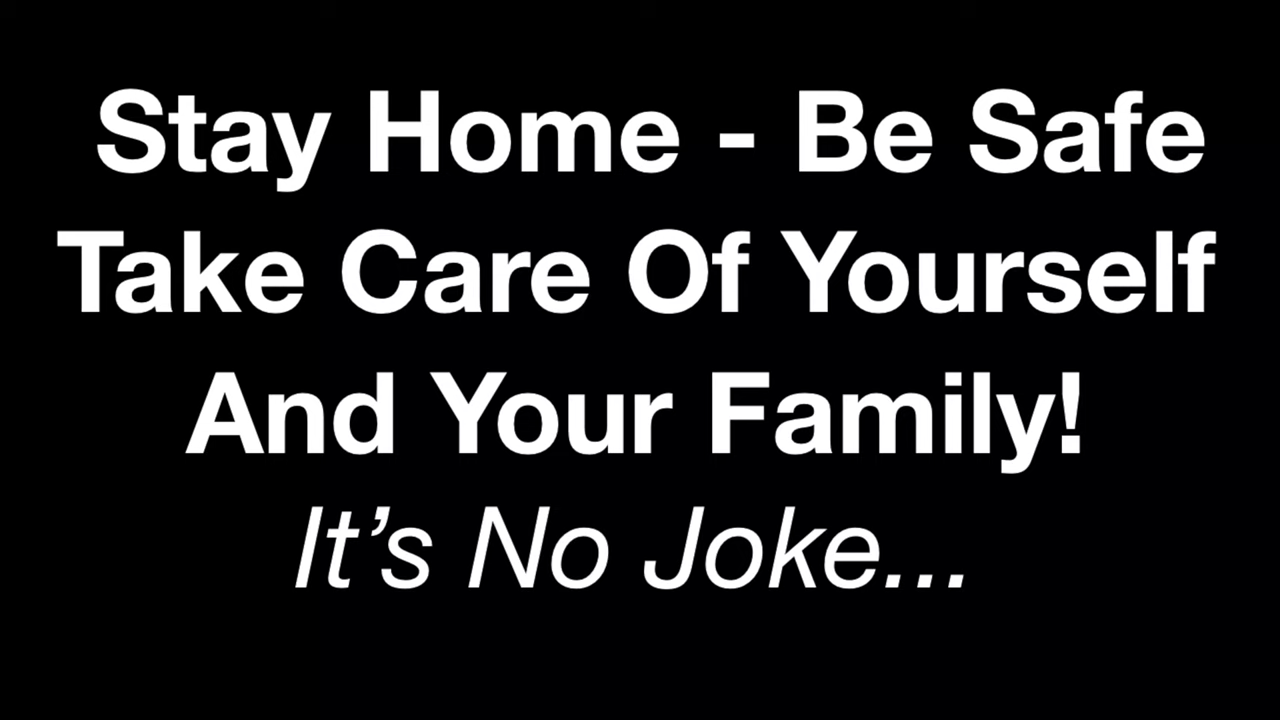 Stay Home - Be Safe
Take Care Of Yourself
And Your Family!
It’s No Joke...